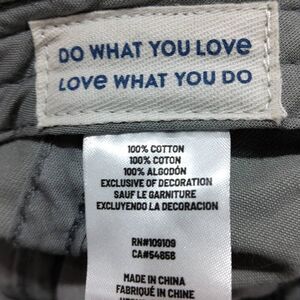 DO WHAT YOU LOVE
LOVE WHAT YOU DO
100% COTTON
100% COTON
100% ALGODÓN
EXCLUSIVE OF DECORATION
SAUF LE GARNITURE
EXCLUYENDO LA DECORACION
RN#109109
CA#54858
MADE IN CHINA
FABRIQUÉ EN CHINE